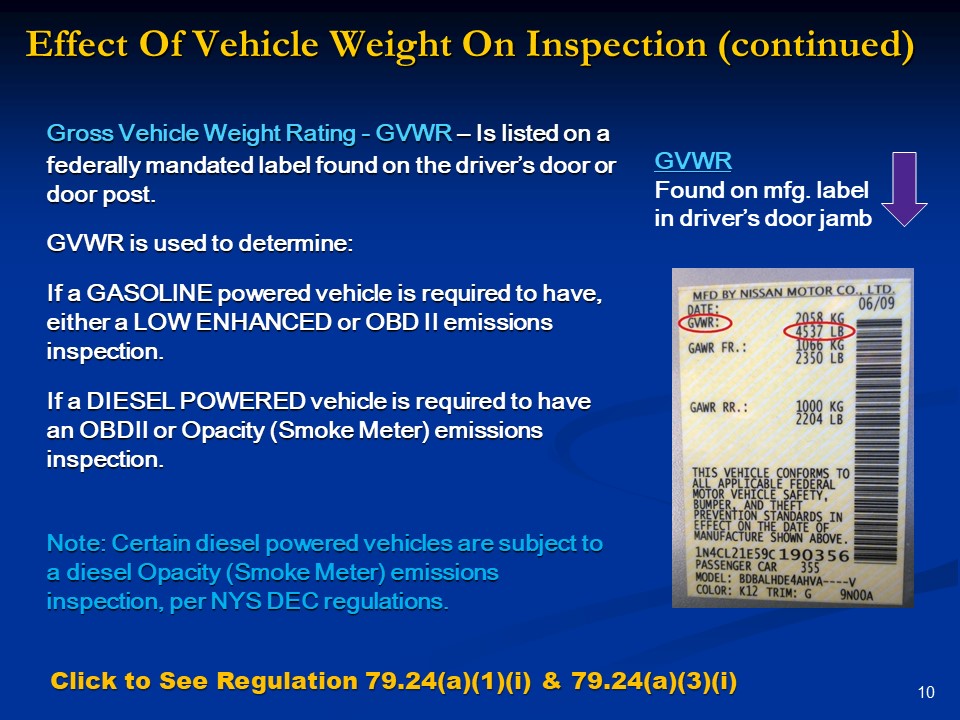 Effect Of Vehicle Weight On Inspection (continued)
Gross Vehicle Weight Rating - GVWR – Is listed on a
federally mandated label found on the driver’s door or
door post.
GVWR is used to determine:
If a GASOLINE powered vehicle is required to have,
either a LOW ENHANCED or OBD II emissions
inspection.
If a DIESEL POWERED vehicle is required to have
an OBDII or Opacity (Smoke Meter) emissions
inspection.
Note: Certain diesel powered vehicles are subject to
a diesel Opacity (Smoke Meter) emissions
inspection, per NYS DEC regulations.
GVWR
Found on mfg. label
in driver’s door jamb
MFD BY NISSAN MOTOR CO., LTD.
DATE: 06/09
GVWR: 2058 KG
4537 LB
GAWR FR.: 1066 KG
2350 LB
GAWR RR.: 1000 KG
2204 LB
THIS VEHICLE CONFORMS TO
ALL APPLICABLE FEDERAL
MOTOR VEHICLE SAFETY,
BUMPER, AND THEFT
PREVENTION STANDARDS IN
EFFECT ON THE DATE OF
MANUFACTURE SHOWN ABOVE.
1N4CL21E59C190356
PASSENGER CAR 355
MODEL: BDBALHDE4AHVA----V
COLOR: K12 TRIM: G 9N00A
Click to See Regulation 79.24(a)(1)(i) & 79.24(a)(3)(i)
10